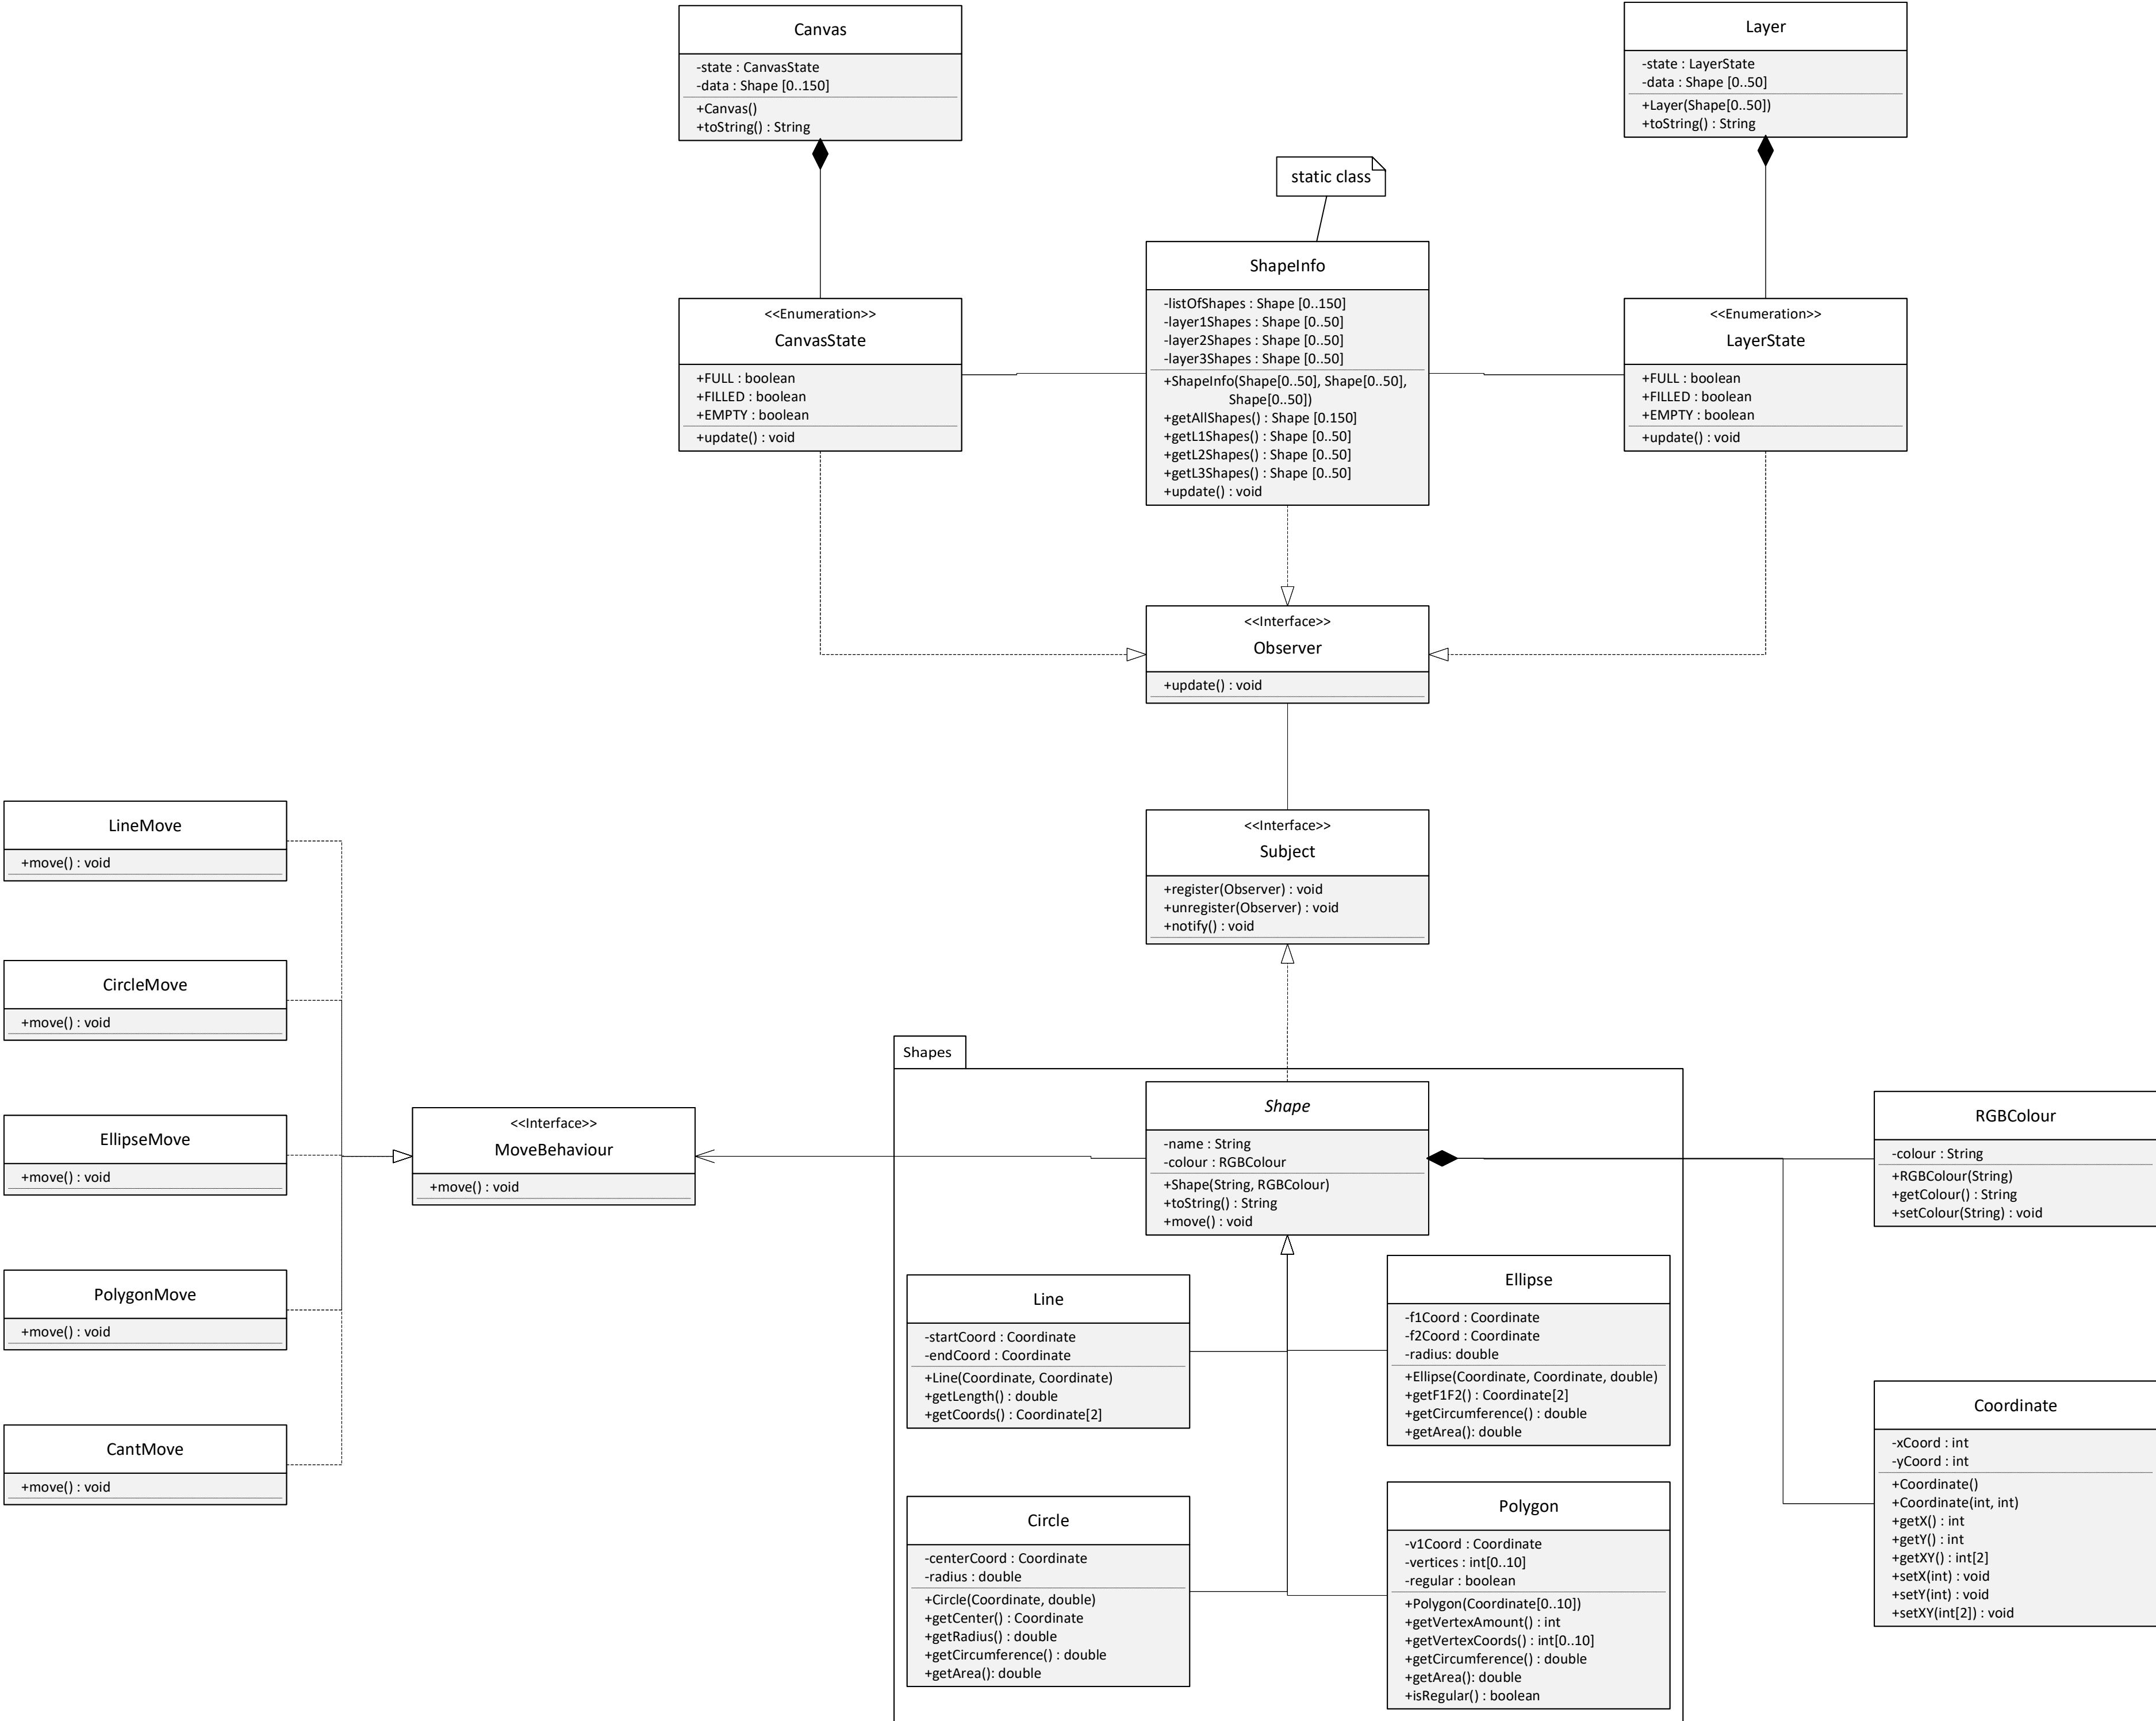 Canvas
-state : CanvasState
-data : Shape [0..150]
+Canvas()
+toString() : String
Layer
-state : LayerState
-data : Shape [0..50]
+Layer(Shape[0..50])
+toString() : String
static class
ShapeInfo
-listOfShapes : Shape [0..150]
-layer1Shapes : Shape [0..50]
-layer2Shapes : Shape [0..50]
-layer3Shapes : Shape [0..50]
+ShapeInfo(Shape[0..50], Shape[0..50],
Shape[0..50])
+getAllShapes() : Shape [0.150]
+getL1Shapes() : Shape [0..50]
+getL2Shapes() : Shape [0..50]
+getL3Shapes() : Shape [0..50]
+update() : void
<<Enumeration>>
CanvasState
+FULL : boolean
+FILLED : boolean
+EMPTY : boolean
+update() : void
<<Enumeration>>
LayerState
+FULL : boolean
+FILLED : boolean
+EMPTY : boolean
+update() : void
<<Interface>>
Observer
+update() : void
<<Interface>>
Subject
+register(Observer) : void
+unregister(Observer) : void
+notify() : void
LineMove
+move() : void
CircleMove
+move() : void
EllipseMove
+move() : void
PolygonMove
+move() : void
CantMove
+move() : void
<<Interface>>
MoveBehaviour
+move() : void
Shapes
Shape
-name : String
-colour : RGBColour
+Shape(String, RGBColour)
+toString() : String
+move() : void
Line
-startCoord : Coordinate
-endCoord : Coordinate
+Line(Coordinate, Coordinate)
+getLength() : double
+getCoords() : Coordinate[2]
Ellipse
-f1Coord : Coordinate
-f2Coord : Coordinate
-radius: double
+Ellipse(Coordinate, Coordinate, double)
+getF1F2() : Coordinate[2]
+getCircumference() : double
+getArea(): double
Circle
-centerCoord : Coordinate
-radius : double
+Circle(Coordinate, double)
+getCenter() : Coordinate
+getRadius() : double
+getCircumference() : double
+getArea(): double
Polygon
-v1Coord : Coordinate
-vertices : int[0..10]
-regular : boolean
+Polygon(Coordinate[0..10])
+getVertexAmount() : int
+getVertexCoords() : int[0..10]
+getCircumference() : double
+getArea(): double
+isRegular() : boolean
RGBColour
-colour : String
+RGBColour(String)
+getColour() : String
+setColour(String) : void
Coordinate
-xCoord : int
-yCoord : int
+Coordinate()
+Coordinate(int, int)
+getX() : int
+getY() : int
+getXY() : int[2]
+setX(int) : void
+setY(int) : void
+setXY(int[2]) : void